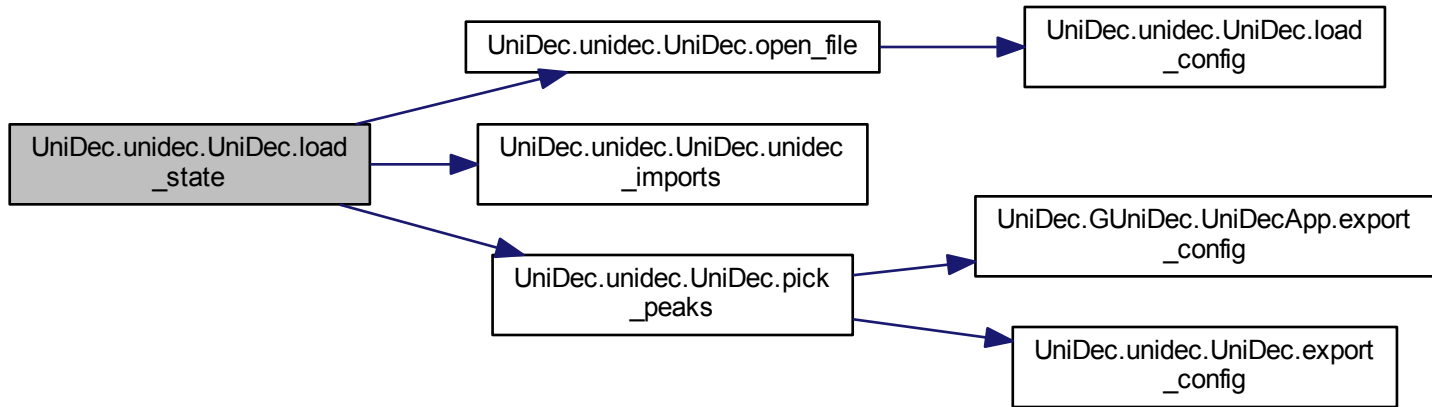 UniDec.unidec.UniDec.load
_state
UniDec.unidec.UniDec.open_file
UniDec.unidec.UniDec.load
_config
UniDec.unidec.UniDec.unidec
_imports
UniDec.unidec.UniDec.pick
_peaks
UniDec.GUniDec.UniDecApp.export
_config
UniDec.unidec.UniDec.export
_config